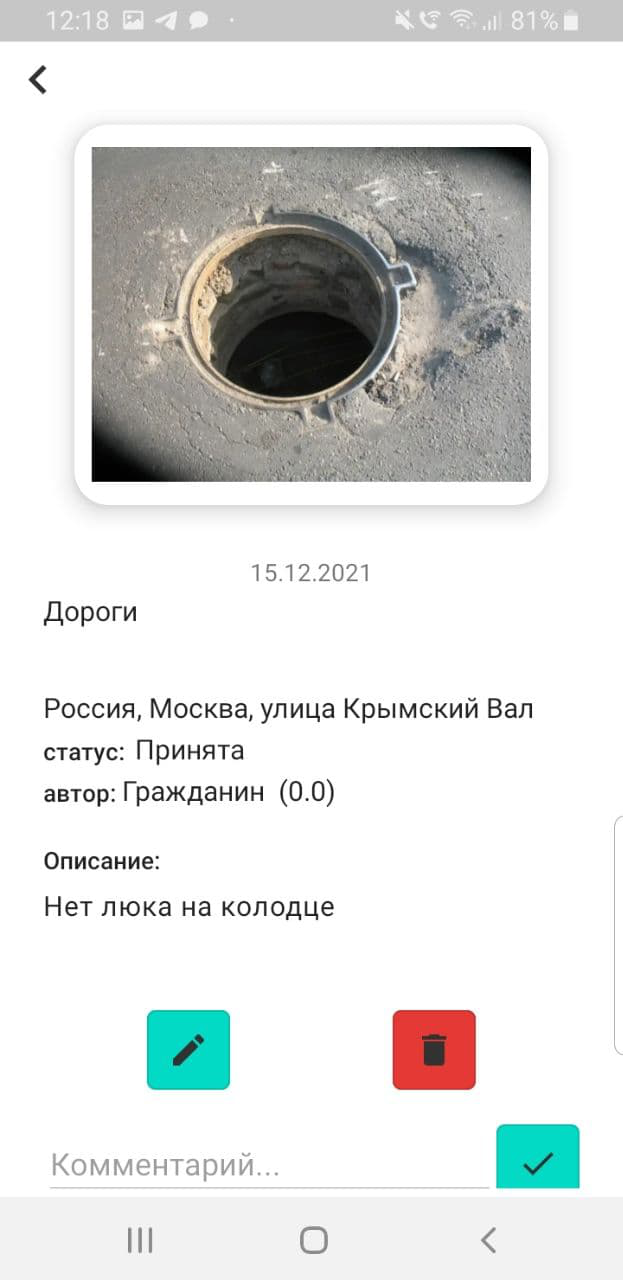 12:18
81%
15.12.2021
Дороги
Россия, Москва, улица Крымский Вал
статус: Принята
автор: Гражданин (0.0)
Описание:
Нет люка на колодце
Комментарий...